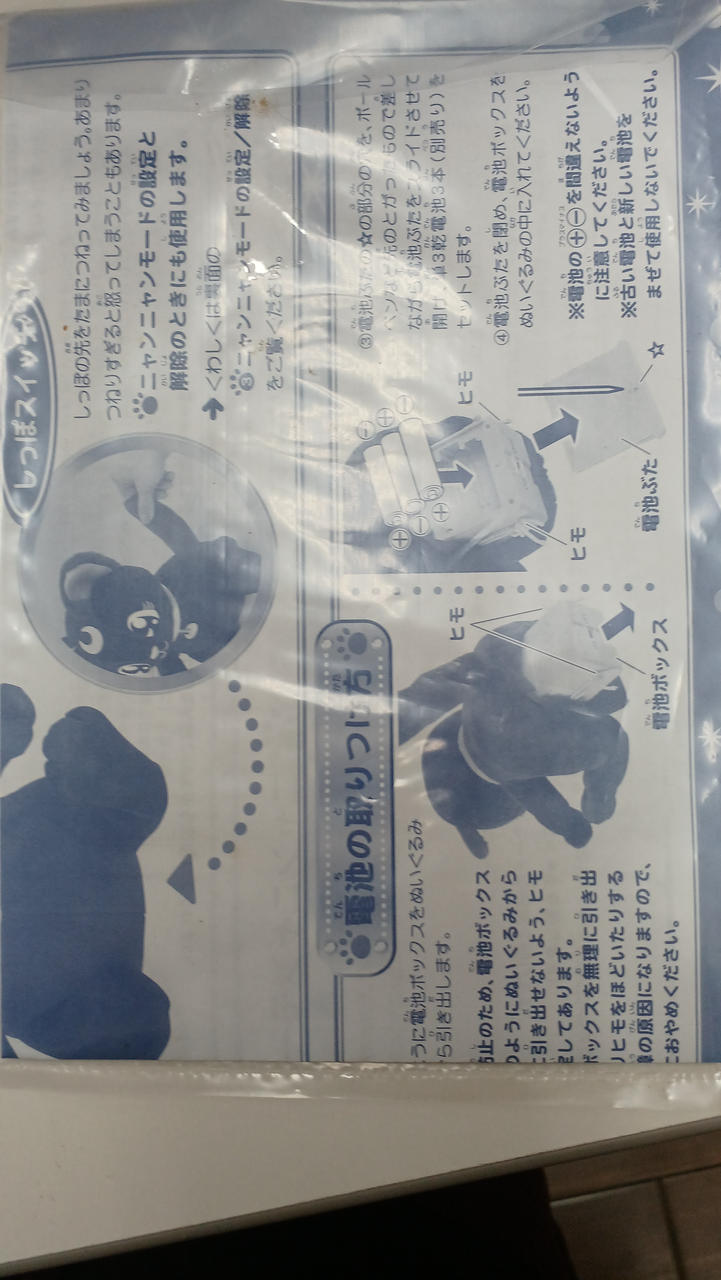 しっぽスイッチ
しっぽの先をたまにつねってみましょう。あまり
つねりすぎると怒ってしまうこともあります。
ニャンニャンモードの設定と
解除のときにも使用します。
➔くわしくは裏面の
③ニャンニャンモードの設定/解除
をご覧ください。
電池の取りつけ方
うに電池ボックスをぬいぐるみ
ら引き出します。
防止のため、電池ボックス
のようにぬいぐるみから
に引き出せないよう、ヒモ
定してあります。
ボックスを無理に引き出
りヒモをほどいたりする
障の原因になりますので、
におやめください。
ヒモ
電池ボックス
⊖
⊕
⊖
⊕
⊖
⊕
ヒモ
ヒモ
電池ぶた
☆
③電池ぶたの☆の部分の穴を、ボール
ペンなど先のとがったもので差し
ながら電池ぶたをスライドさせて
開け、単3乾電池3本(別売り)を
セットします。
④電池ぶたを閉め、電池ボックスを
ぬいぐるみの中に入れてください。
※電池の⊕⊖を間違えないよう
に注意してください。
※古い電池と新しい電池を
まぜて使用しないでください。